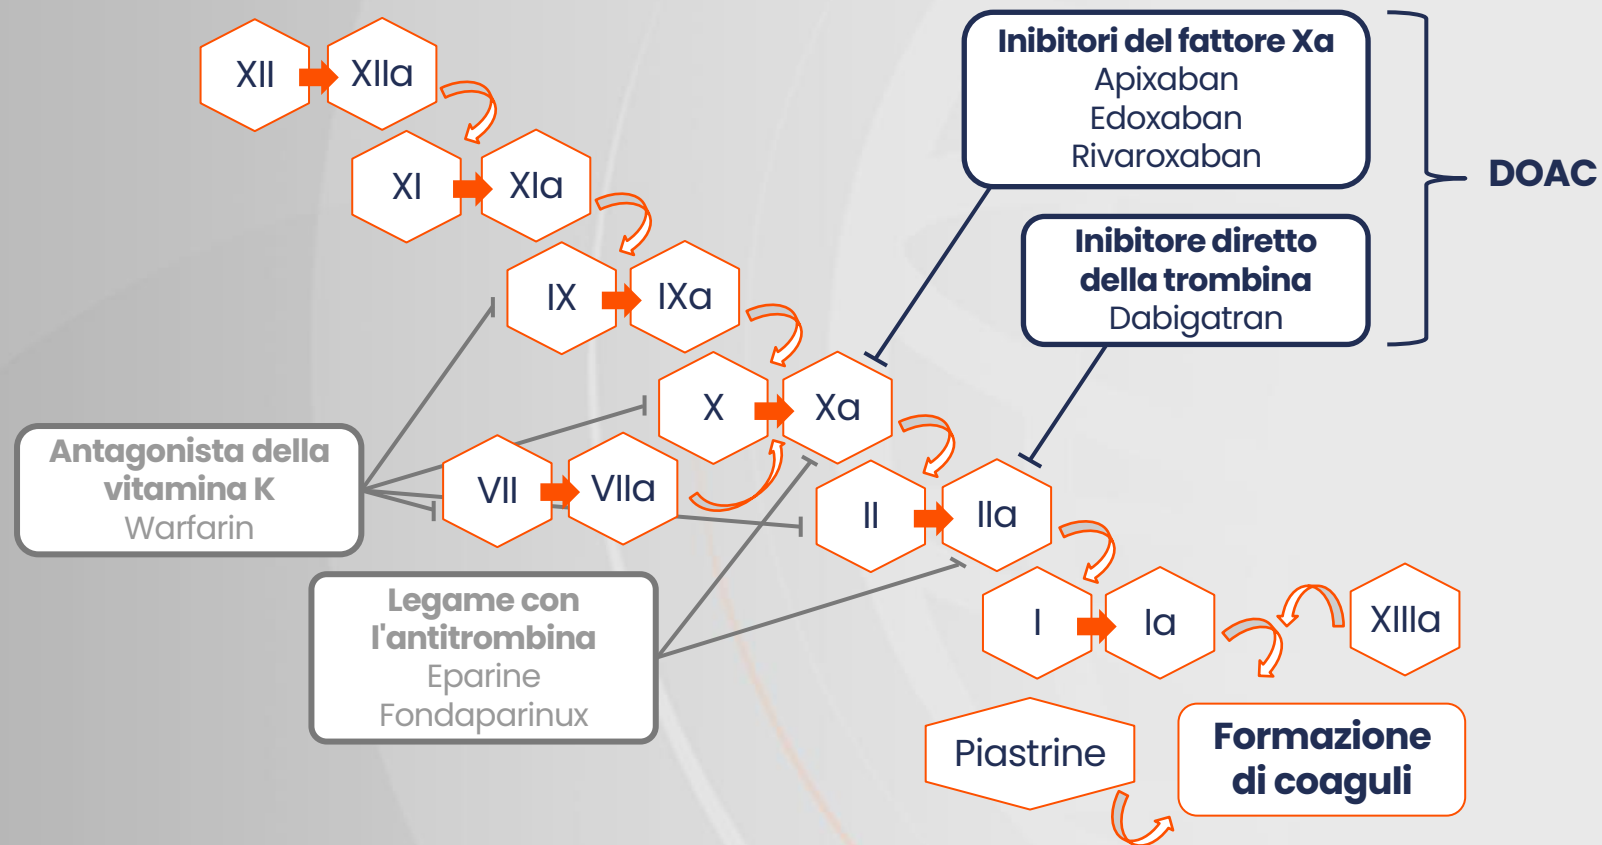 XII
XIIa
XI
XIa
IX
IXa
X
Xa
VII
VIIa
II
IIa
I
Ia
XIIIa
Inibitori del fattore Xa
Apixaban
Edoxaban
Rivaroxaban
Inibitore diretto
della trombina
Dabigatran
DOAC
Antagonista della
vitamina K
Warfarin
Legame con
l'antitrombina
Eparine
Fondaparinux
Piastrine
Formazione
di coaguli